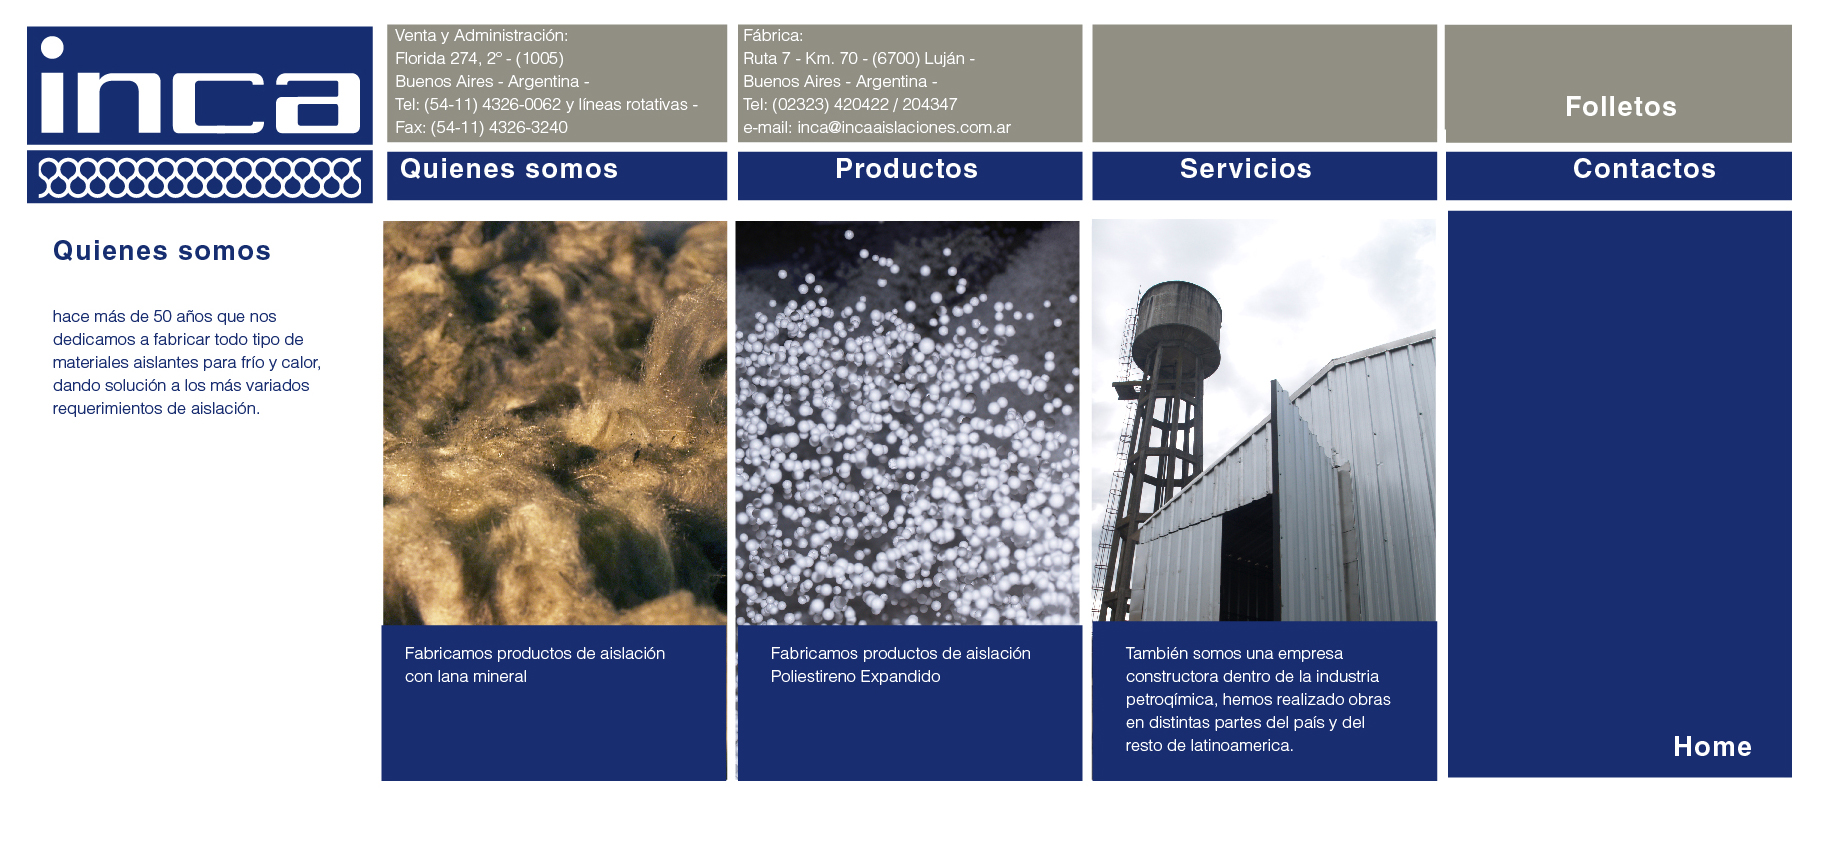 inca
Venta y Administración:
Florida 274, 2º - (1005)
Buenos Aires - Argentina -
Tel: (54-11) 4326-0062 y líneas rotativas -
Fax: (54-11) 4326-3240
Fábrica:
Ruta 7 - Km. 70 - (6700) Luján -
Buenos Aires - Argentina -
Tel: (02323) 420422 / 204347
e-mail: inca@incaaislaciones.com.ar
Folletos
Quienes somos
Productos
Servicios
Contactos
Quienes somos
hace más de 50 años que nos
dedicamos a fabricar todo tipo de
materiales aislantes para frío y calor,
dando solución a los más variados
requerimientos de aislación.
Fabricamos productos de aislación
con lana mineral
Fabricamos productos de aislación
Poliestireno Expandido
También somos una empresa
constructora dentro de la industria
petroqímica, hemos realizado obras
en distintas partes del país y del
resto de latinoamerica.
Home